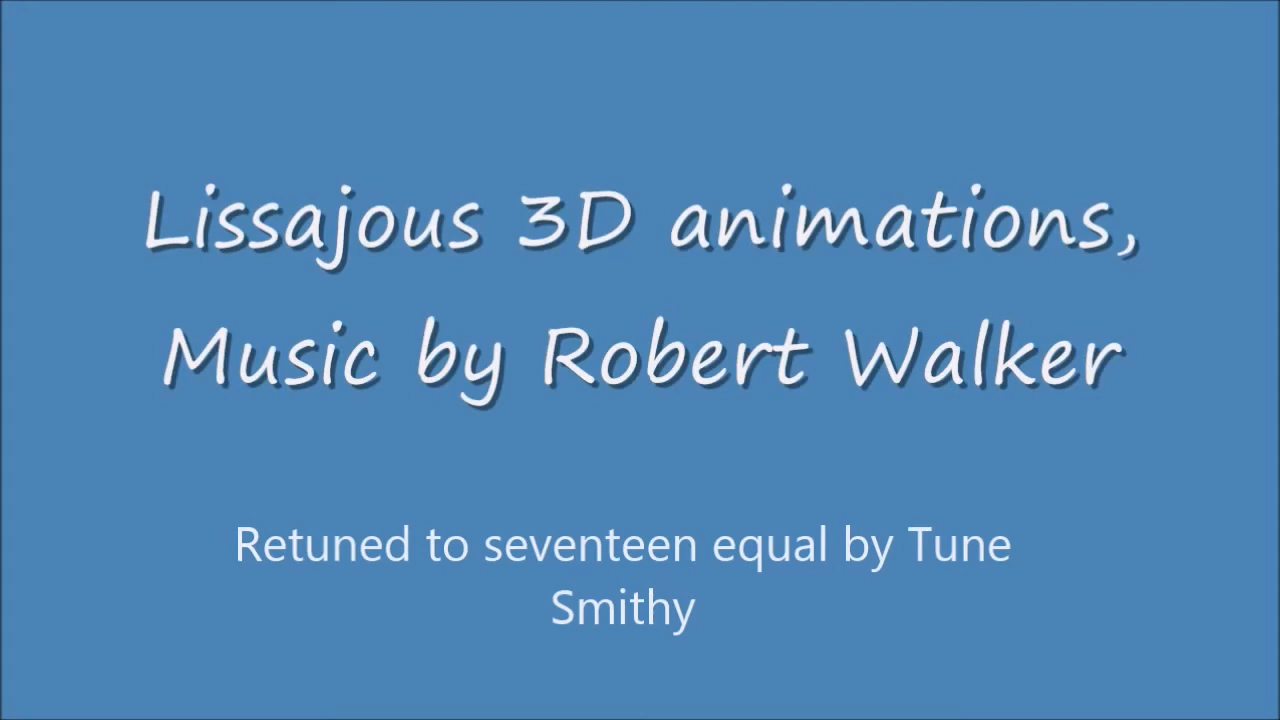 Lissajous 3D animations,
Music by Robert Walker
Retuned to seventeen equal by Tune
Smithy